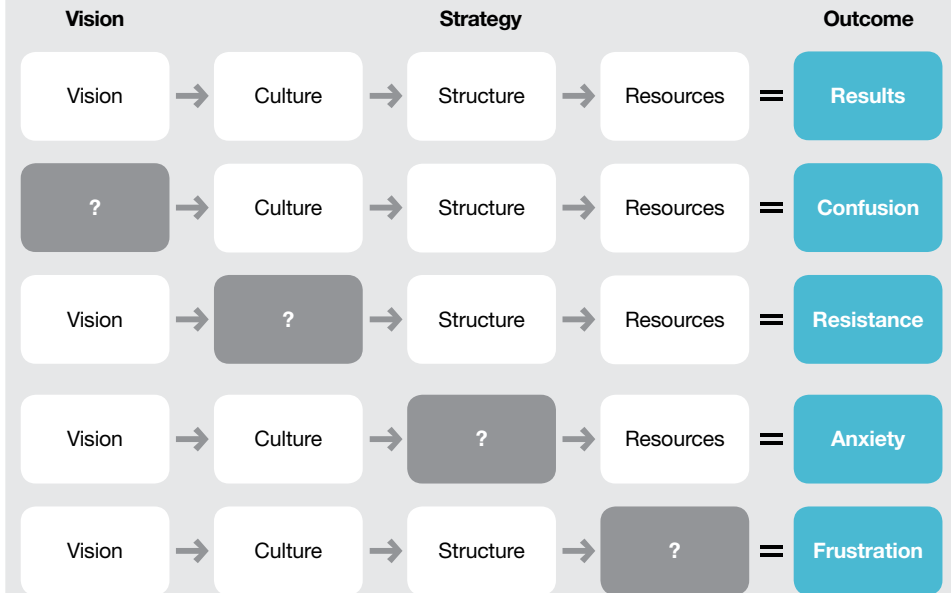 Vision Strategy Outcome
Vision → Culture → Structure → Resources = Results
? → Culture → Structure → Resources = Confusion
Vision → ? → Structure → Resources = Resistance
Vision → Culture → ? → Resources = Anxiety
Vision → Culture → Structure → ? = Frustration